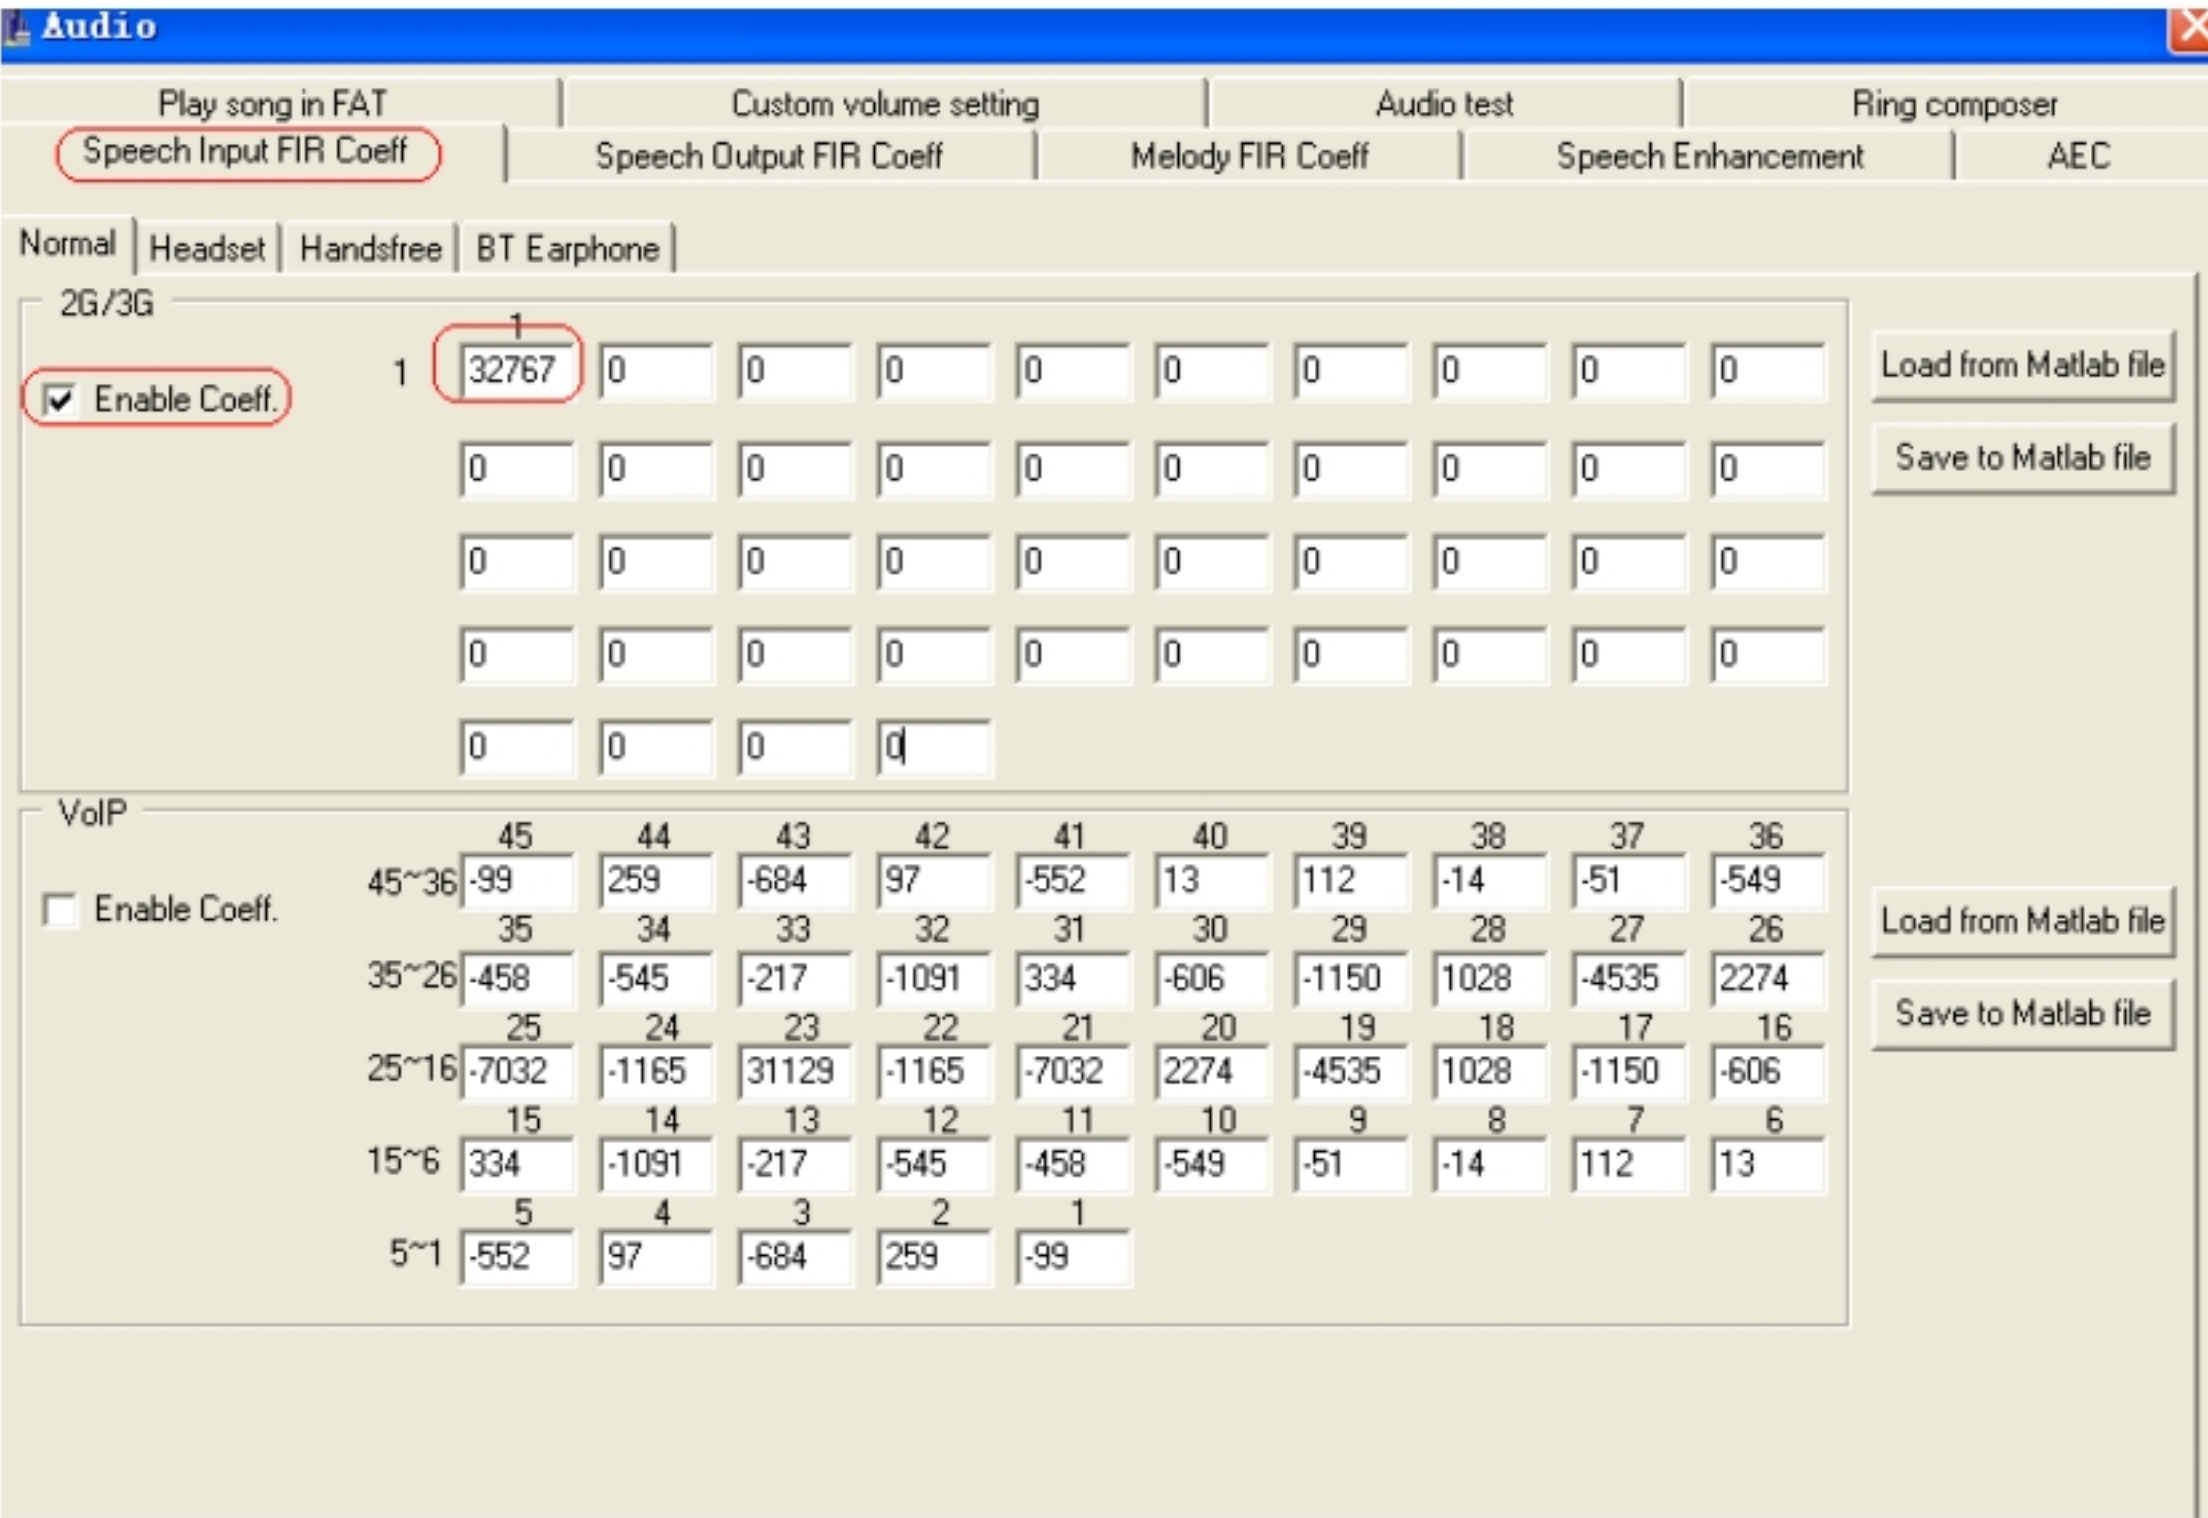 Audio
Play song in FAT Custom volume setting Audio test Ring composer
Speech Input FIR Coeff Speech Output FIR Coeff Melody FIR Coeff Speech Enhancement AEC
Normal Headset Handsfree BT Earphone
2G/3G
1
Enable Coeff. 1 32767 0 0 0 0 0 0 0 0 0 Load from Matlab file
0 0 0 0 0 0 0 0 0 0 Save to Matlab file
0 0 0 0 0 0 0 0 0 0
0 0 0 0 0 0 0 0 0 0
0 0 0 0
VoIP
45 44 43 42 41 40 39 38 37 36
Enable Coeff. 45~36 -99 259 -684 97 -552 13 112 -14 -51 -549 Load from Matlab file
35 34 33 32 31 30 29 28 27 26
35~26 -458 -545 -217 -1091 334 -606 -1150 1028 -4535 2274
25 24 23 22 21 20 19 18 17 16 Save to Matlab file
25~16 -7032 -1165 31129 -1165 -7032 2274 -4535 1028 -1150 -606
15 14 13 12 11 10 9 8 7 6
15~6 334 -1091 -217 -545 -458 -549 -51 -14 112 13
5 4 3 2 1
5~1 -552 97 -684 259 -99